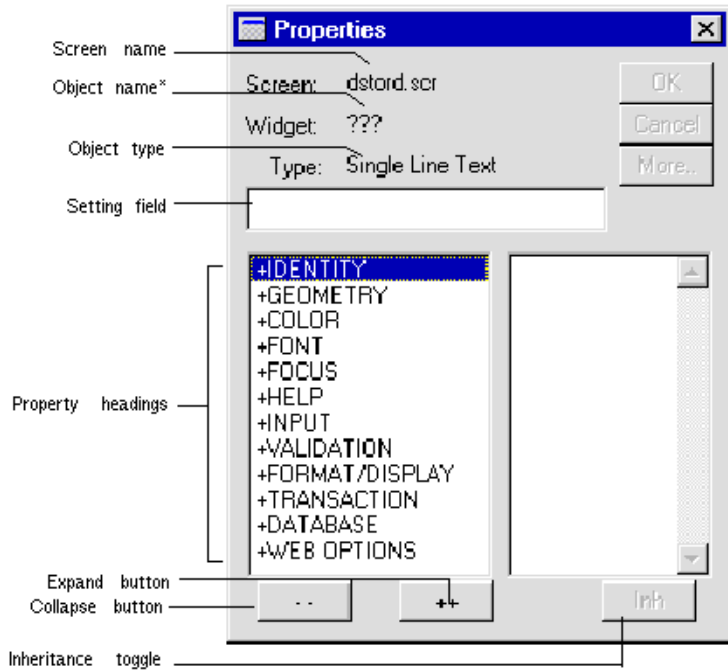 Properties
Screen name
Screen: dstord.scr
OK
Object name*
Widget: ???
Cancel
Object type
Type: Single Line Text
More..
Setting field
+IDENTITY
+GEOMETRY
+COLOR
+FONT
+FOCUS
+HELP
Property headings
+INPUT
+VALIDATION
+FORMAT/DISPLAY
+TRANSACTION
+DATABASE
+WEB OPTIONS
Expand button
Collapse button
- -
++
Inh
Inheritance toggle